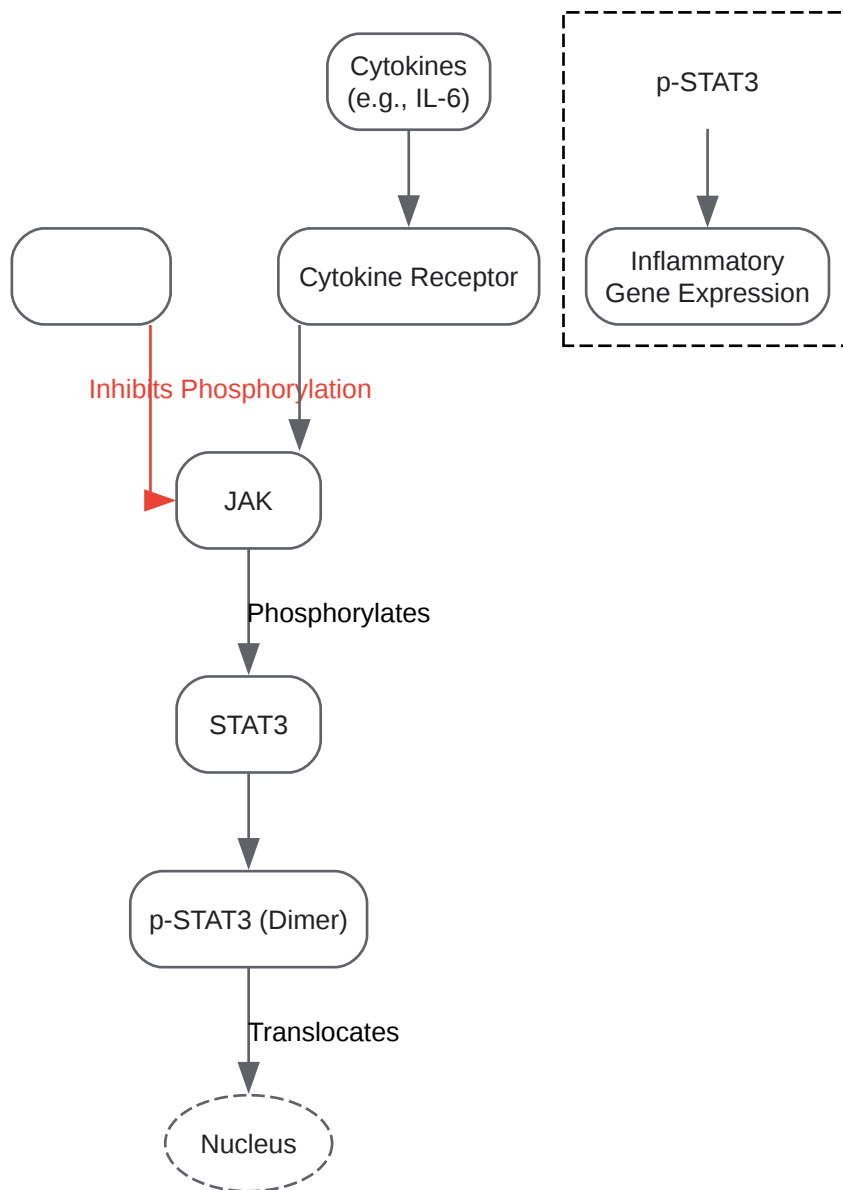 Cytokines
(e.g., IL-6)
p-STAT3
Cytokine Receptor
Inflammatory
Gene Expression
Inhibits Phosphorylation
JAK
Phosphorylates
STAT3
p-STAT3 (Dimer)
Translocates
Nucleus